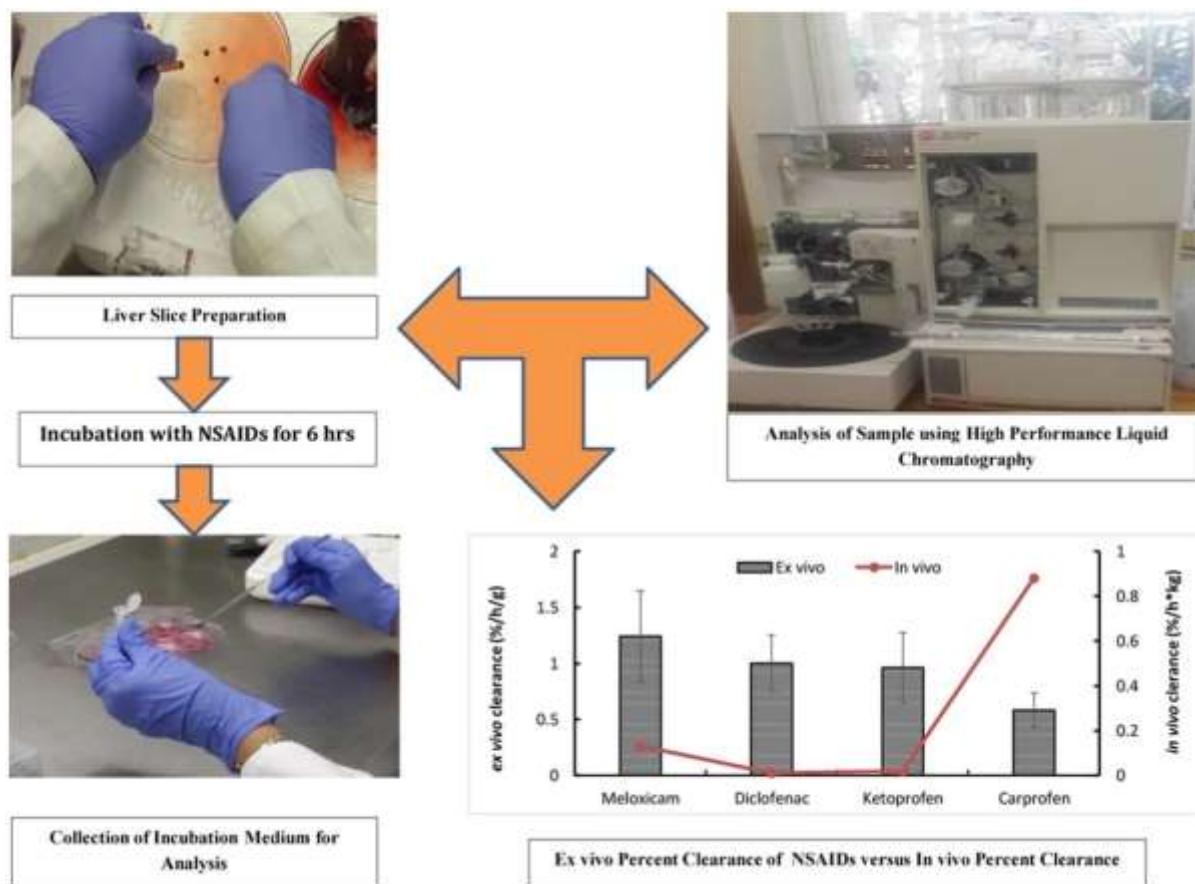 Liver Slice Preparation
Incubation with NSAIDs for 6 hrs
Collection of Incubation Medium for
Analysis
Analysis of Sample using High Performance Liquid
Chromatography
Ex vivo
In vivo
ex vivo clearance (%/h/g)
2
1.5
1
0.5
0
in vivo clerance (%/h*kg)
1
0.8
0.6
0.4
0.2
0
Meloxicam Diclofenac Ketoprofen Carprofen
Ex vivo Percent Clearance of NSAIDs versus In vivo Percent Clearance